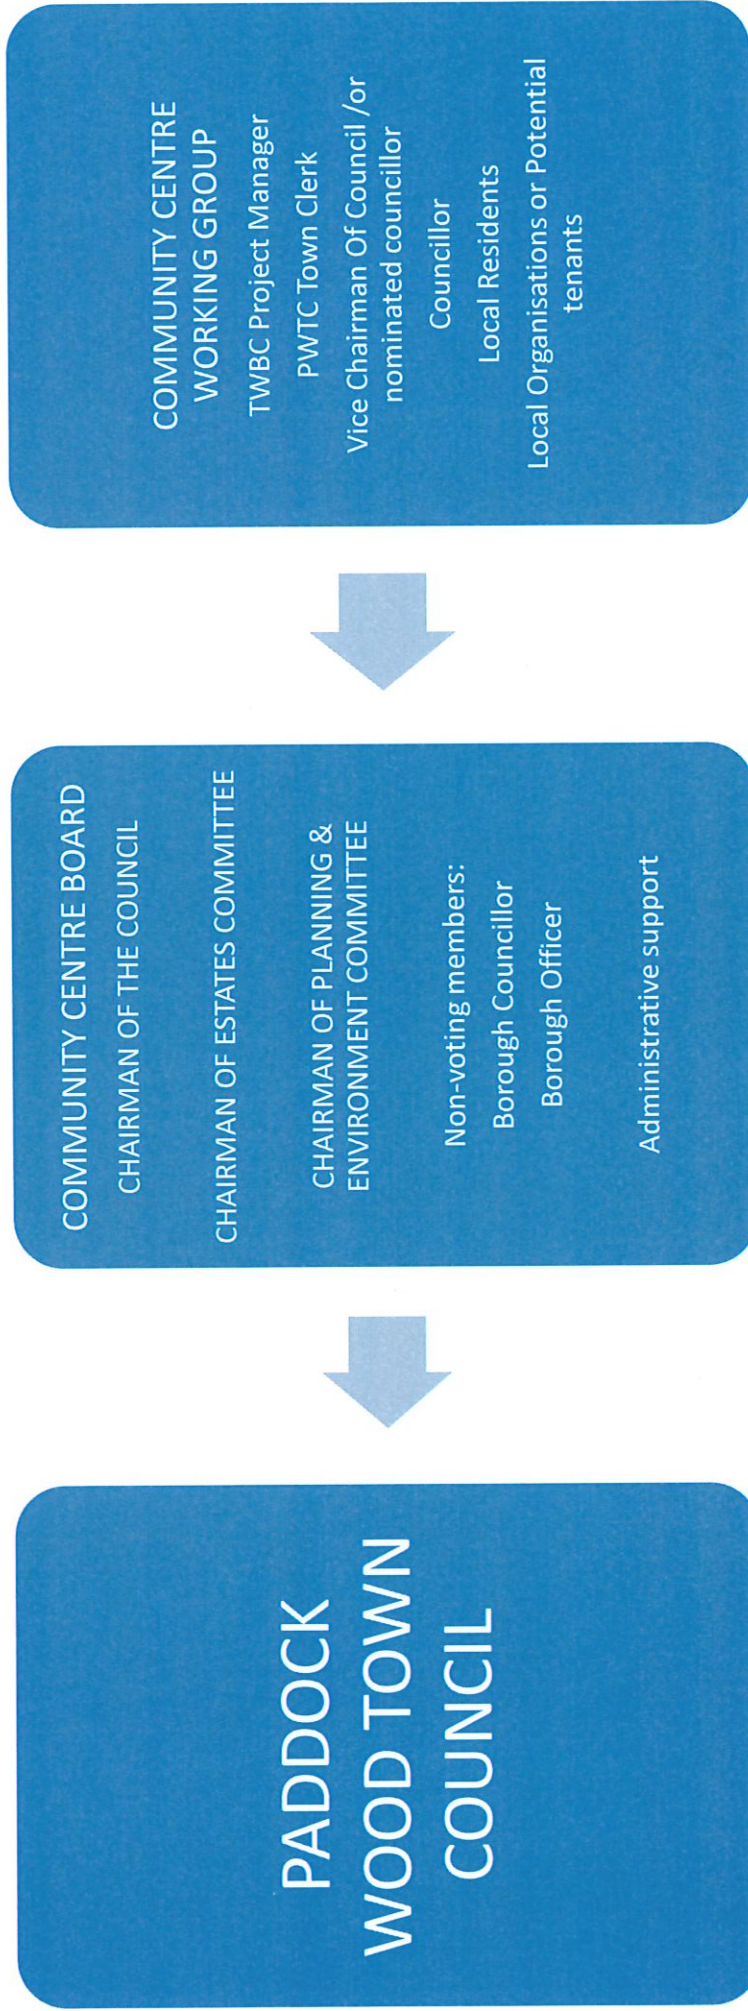 PADDOCK
WOOD TOWN
COUNCIL
COMMUNITY CENTRE BOARD
CHAIRMAN OF THE COUNCIL
CHAIRMAN OF ESTATES COMMITTEE
CHAIRMAN OF PLANNING &
ENVIRONMENT COMMITTEE
Non-voting members:
Borough Councillor
Borough Officer
Administrative support
COMMUNITY CENTRE
WORKING GROUP
TWBC Project Manager
PWTC Town Clerk
Vice Chairman Of Council /or
nominated councillor
Councillor
Local Residents
Local Organisations or Potential
tenants